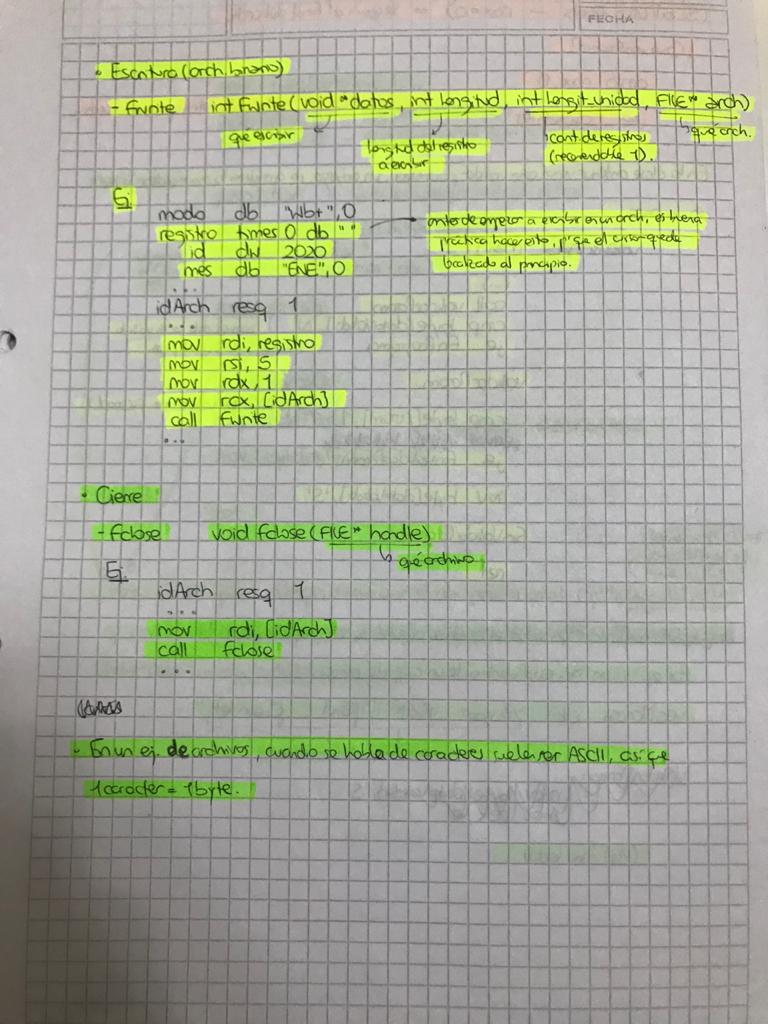 FECHA
• Escritura (arch. binario)
- fwrite int fwrite (void *datos, int longitud, int longit_unidad, FILE* arch)
qué escribir
longitud del registro a escribir
cant de registros (recomendable 1).
qué arch.
Ej:
modo db "wb+",0
registro times 0 db ""
id dw 2020
mes db "ENE",0
antes de empezar a escribir en un arch, es buena
práctica hacer esto, p/ que el cursor quede
localizado al principio.
idArch resq 1
...
mov rdi, registro
mov rsi, 5
mov rdx, 1
mov rcx, [idArch]
call fwrite
...
• Cierre
- fclose void fclose (FILE* handle)
qé archivo
Ej:
idArch resq 1
...
mov rdi, [idArch]
call fclose
...
• En un ej. de archivos, cuando se habla de caracteres suelen ser ASCII, así qe
1 caracter = 1 byte.